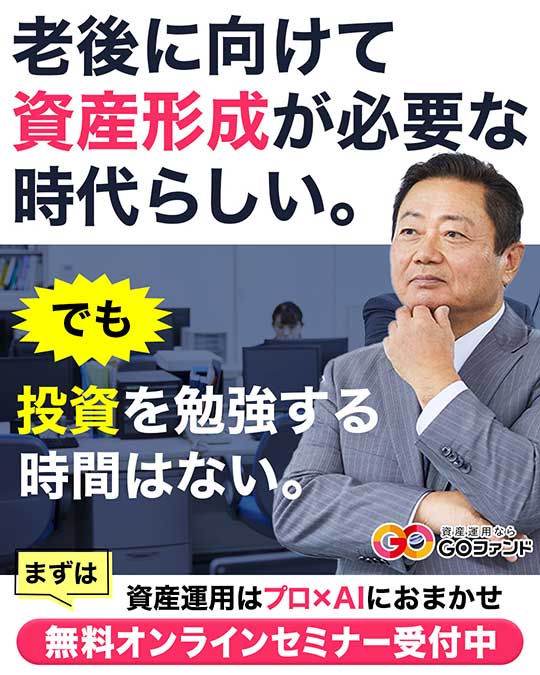 老後に向けて
資産形成が必要な
時代らしい。
でも
投資を勉強する
時間はない。
資産運用なら
GO GOファンド
まずは
資産運用はプロ×AIにおまかせ
無料オンラインセミナー受付中